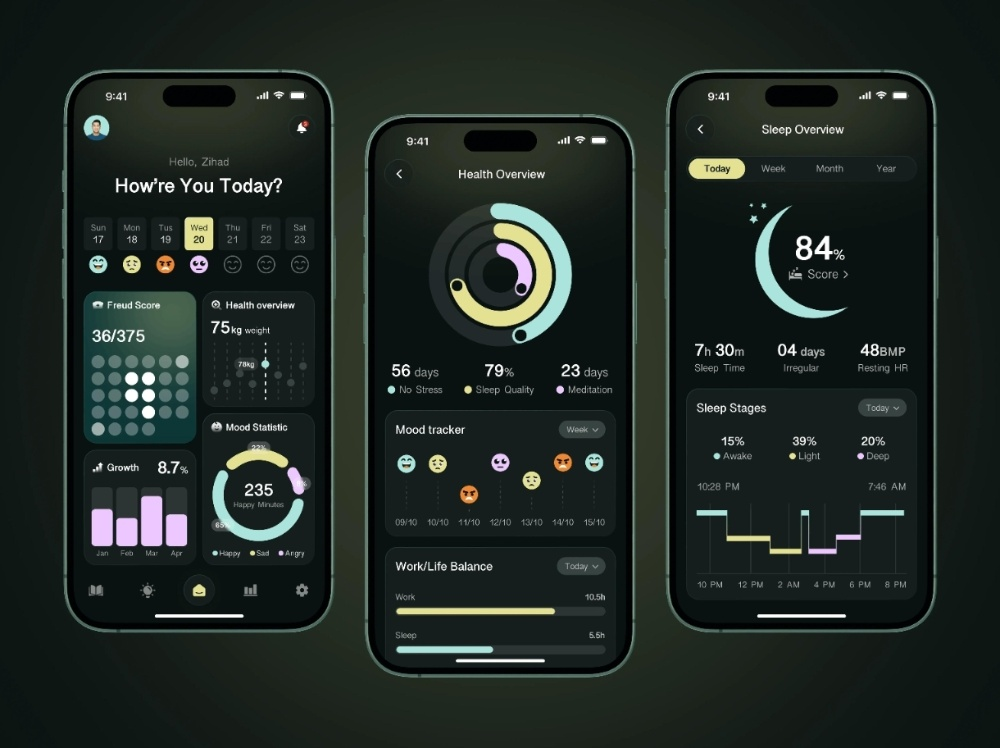 9:41
Hello, Zihad
How're You Today?
Sun Mon Tus Wed Thu Fri Sat
17 18 19 20 21 22 23
Freud Score
36/375
Health overview
75kg weight
78kg
Growth 8.7%
Jan Feb Mar Apr
Mood Statistic
22%
65%
235
Happy Minutes
Happy Sad Angry
9:41
Health Overview
56 days 79% 23 days
No Stress Sleep Quality Meditation
Mood tracker Week
09/10 10/10 11/10 12/10 13/10 14/10 15/10
Work/Life Balance Today
Work 10.5h
Sleep 5.5h
9:41
Sleep Overview
Today Week Month Year
84%
Score
7h 30m 04 days 48BMP
Sleep Time Irregular Resting HR
Sleep Stages Today
15% 39% 20%
Awake Light Deep
10:28 PM 7:46 AM
10 PM 12 PM 2 AM 4 PM 6 PM 8 PM